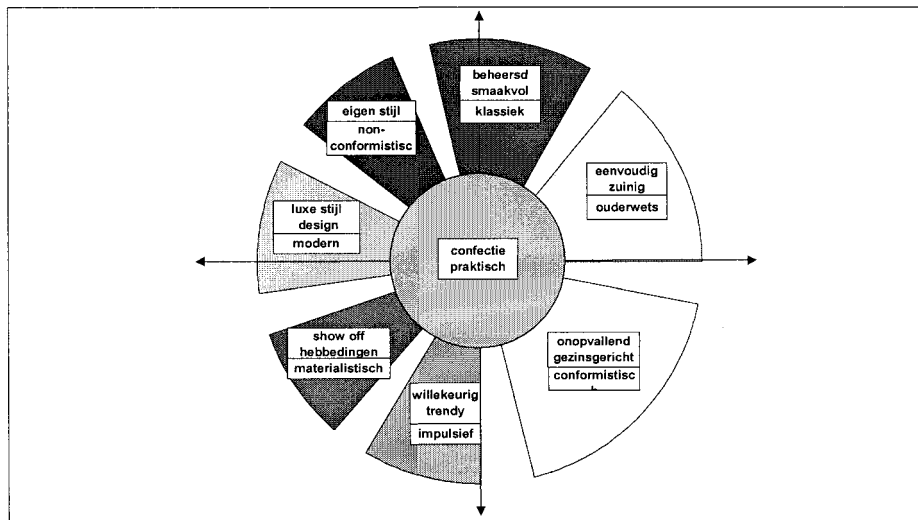 beheersd
smaakvol
klassiek
eigen stijl
non-
conformistisc
eenvoudig
zuinig
ouderwets
luxe stijl
design
modern
confectie
praktisch
show off
hebbedingen
materialistisch
onopvallend
gezinsgericht
conformistisc
willekeurig
trendy
impulsief